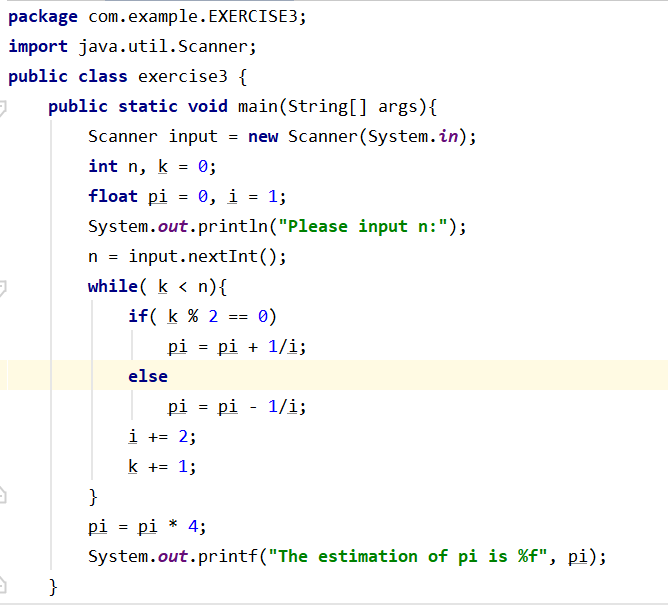 package com.example.EXERCISE3;
import java.util.Scanner;
public class exercise3 {
    public static void main(String[] args){
        Scanner input = new Scanner(System.in);
        int n, k = 0;
        float pi = 0, i = 1;
        System.out.println("Please input n:");
        n = input.nextInt();
        while( k < n){
            if( k % 2 == 0)
                pi = pi + 1/i;
            else
                pi = pi - 1/i;
            i += 2;
            k += 1;
        }
        pi = pi * 4;
        System.out.printf("The estimation of pi is %f", pi);
    }